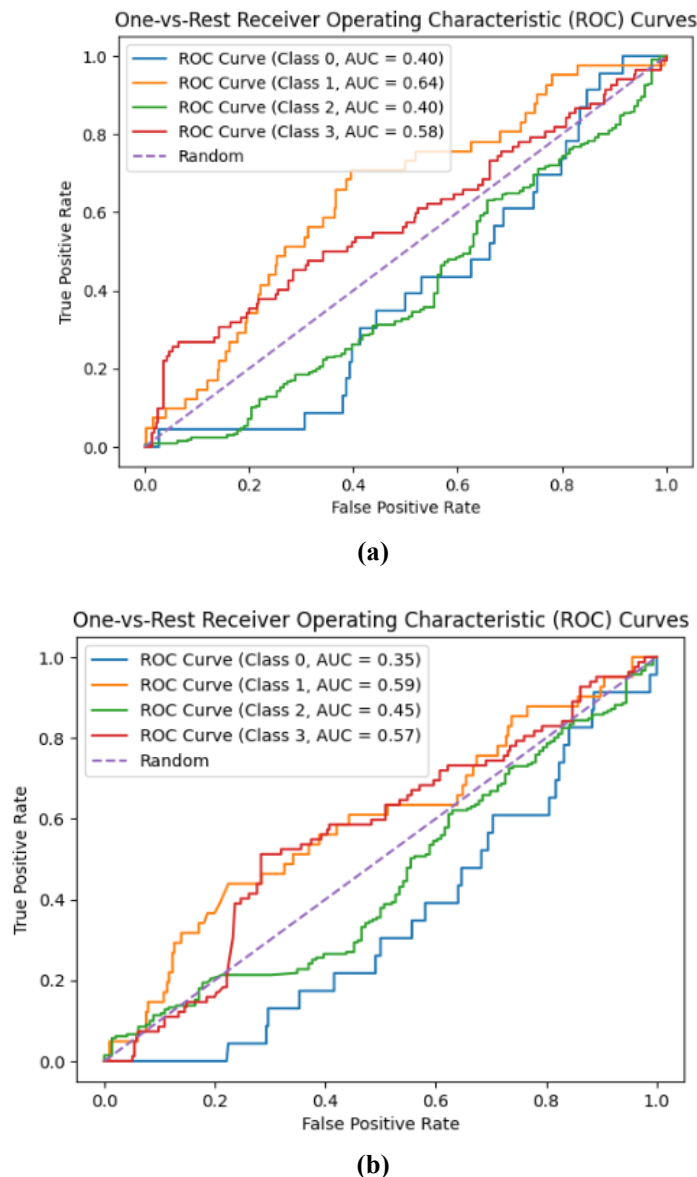 One-vs-Rest Receiver Operating Characteristic (ROC) Curves
1.0
0.8
0.6
0.4
0.2
0.0
True Positive Rate
ROC Curve (Class 0, AUC = 0.40)
ROC Curve (Class 1, AUC = 0.64)
ROC Curve (Class 2, AUC = 0.40)
ROC Curve (Class 3, AUC = 0.58)
Random
0.0 0.2 0.4 0.6 0.8 1.0
False Positive Rate
(a)
One-vs-Rest Receiver Operating Characteristic (ROC) Curves
1.0
0.8
0.6
0.4
0.2
0.0
True Positive Rate
ROC Curve (Class 0, AUC = 0.35)
ROC Curve (Class 1, AUC = 0.59)
ROC Curve (Class 2, AUC = 0.45)
ROC Curve (Class 3, AUC = 0.57)
Random
0.0 0.2 0.4 0.6 0.8 1.0
False Positive Rate
(b)